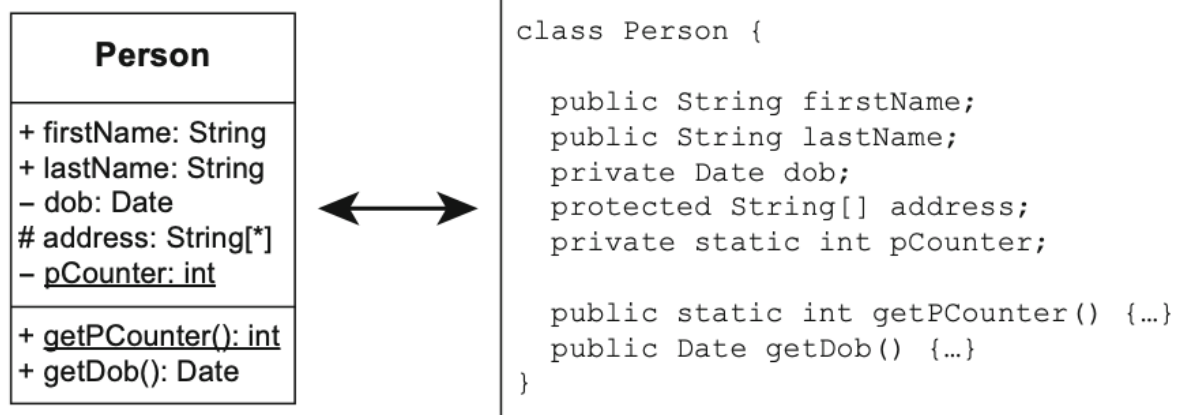 Person
+ firstName: String
+ lastName: String
– dob: Date
# address: String[*]
– pCounter: int
+ getPCounter(): int
+ getDob(): Date
class Person {
public String firstName;
public String lastName;
private Date dob;
protected String[] address;
private static int pCounter;
public static int getPCounter() {…}
public Date getDob() {…}
}